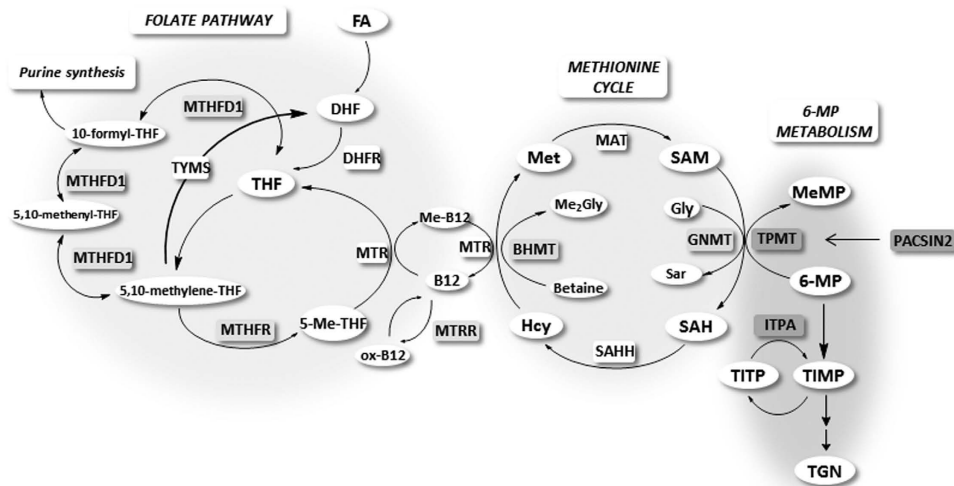 FOLATE PATHWAY
FA
Purine synthesis
MTHFD1
DHF
10-formyl-THF
TYMS
DHFR
MTHFD1
THF
5,10-methenyl-THF
MTHFD1
5,10-methylene-THF
MTHFR
5-Me-THF
MTR
Me-B12
B12
MTR
ox-B12
MTRR
METHIONINE
CYCLE
MAT
Met
SAM
Me₂Gly
Gly
BHMT
GNMT
Betaine
Sar
Hcy
SAH
SAHH
6-MP
METABOLISM
MeMP
TPMT
PACSIN2
6-MP
ITPA
TITP
TIMP
TGN